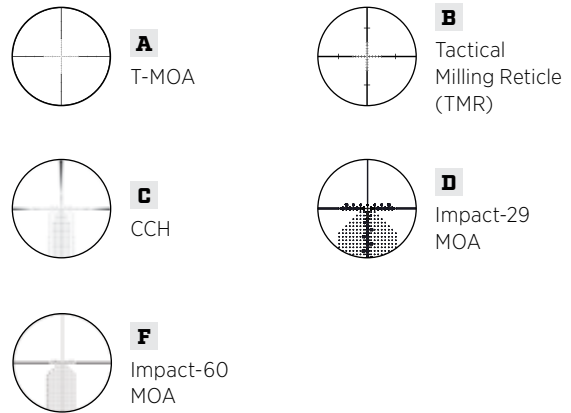 A
T-MOA
B
Tactical
Milling Reticle
(TMR)
C
CCH
D
Impact-29
MOA
F
Impact-60
MOA